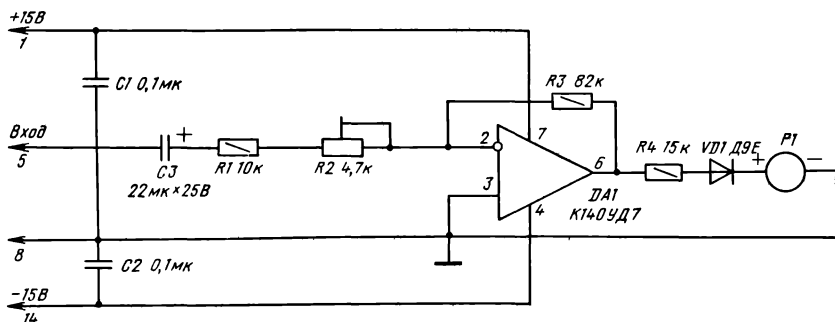 +15В
1
C1 0,1мк
R3 82к
Вход
5
+
C3
22мк×25В
R1 10к
R2 4,7к
2
7
3
6
4
DA1
К140УД7
R4 15к
VD1 Д9Е
+
P1
−
8
C2 0,1мк
−15В
14